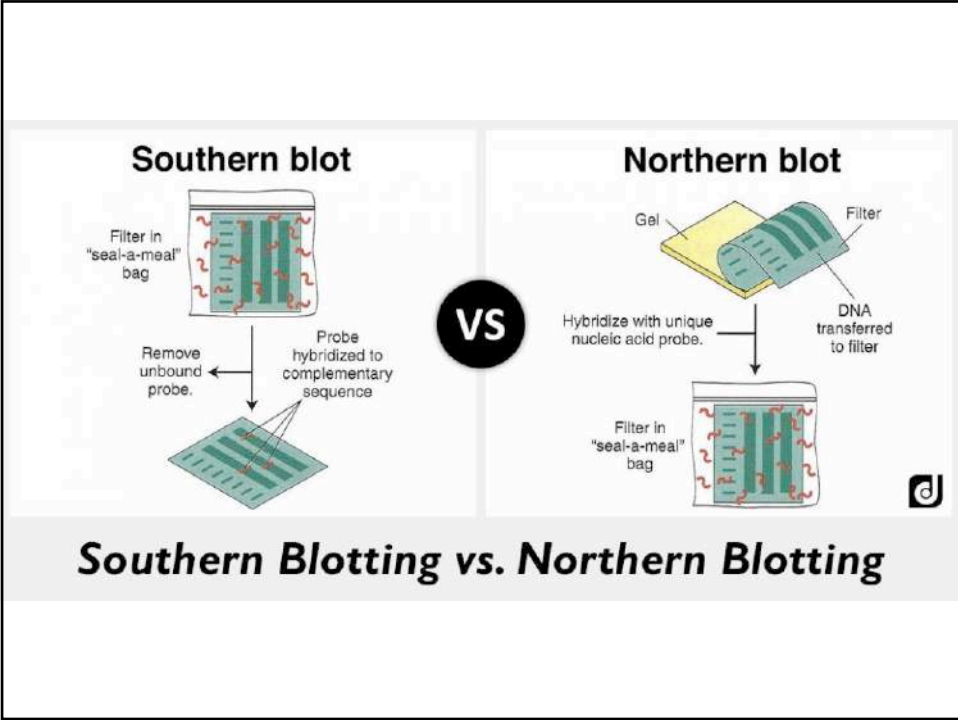 Southern blot
Filter in
“seal-a-meal”
bag
Remove
unbound
probe.
Probe
hybridized to
complementary
sequence
VS
Northern blot
Gel
Filter
DNA
transferred
to filter
Hybridize with unique
nucleic acid probe.
Filter in
“seal-a-meal”
bag
Southern Blotting vs. Northern Blotting